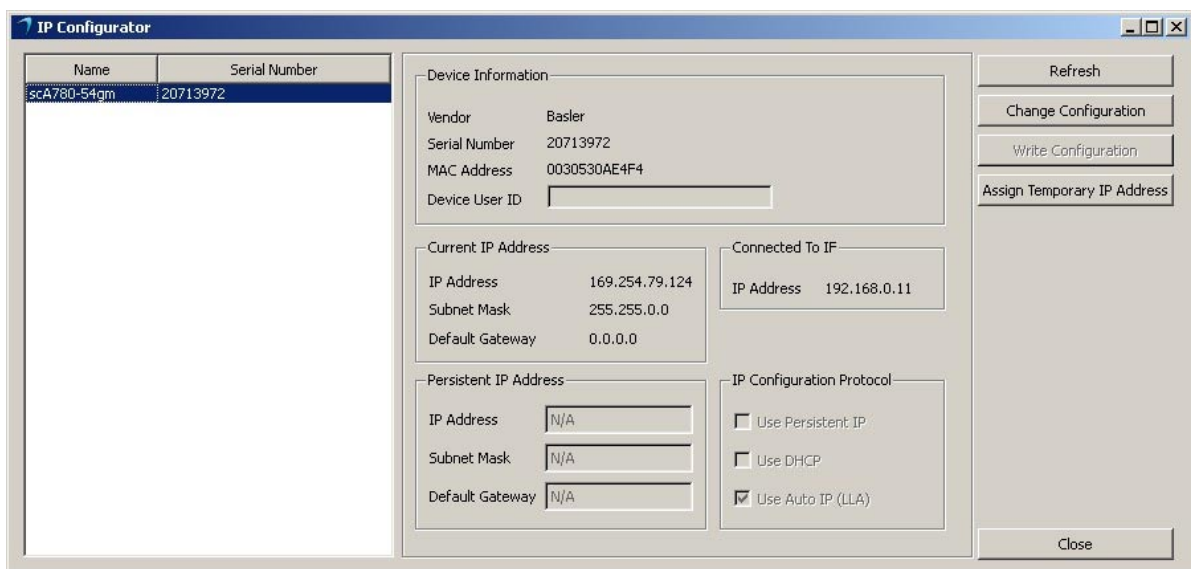 IP Configurator
Name Serial Number
scA780-54gm 20713972
Device Information
Vendor Basler
Serial Number 20713972
MAC Address 0030530AE4F4
Device User ID
Current IP Address
IP Address 169.254.79.124
Subnet Mask 255.255.0.0
Default Gateway 0.0.0.0
Connected To IF
IP Address 192.168.0.11
Persistent IP Address
IP Address N/A
Subnet Mask N/A
Default Gateway N/A
IP Configuration Protocol
Use Persistent IP
Use DHCP
Use Auto IP (LLA)
Refresh
Change Configuration
Write Configuration
Assign Temporary IP Address
Close